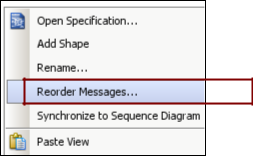 Open Specification...
Add Shape
Rename...
Reorder Messages...
Synchronize to Sequence Diagram
Paste View